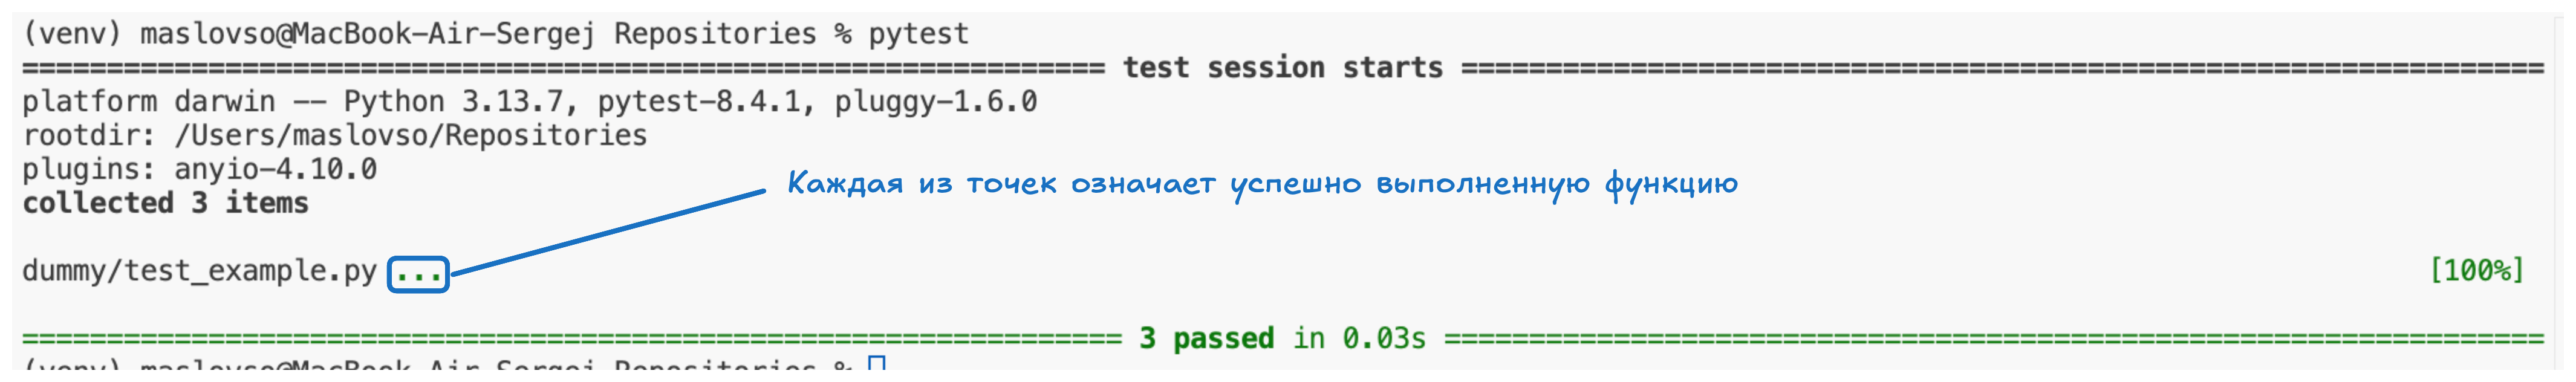 (venv) maslovso@MacBook-Air-Sergej Repositories % pytest
============================== test session starts ==============================
platform darwin -- Python 3.13.7, pytest-8.4.1, pluggy-1.6.0
rootdir: /Users/maslovso/Repositories
plugins: anyio-4.10.0
Каждая из точек означает успешно выполненную функцию
collected 3 items
dummy/test_example.py ... [100%]
============================== 3 passed in 0.03s ==============================
(venv) maslovso@MacBook-Air-Sergej Repositories %